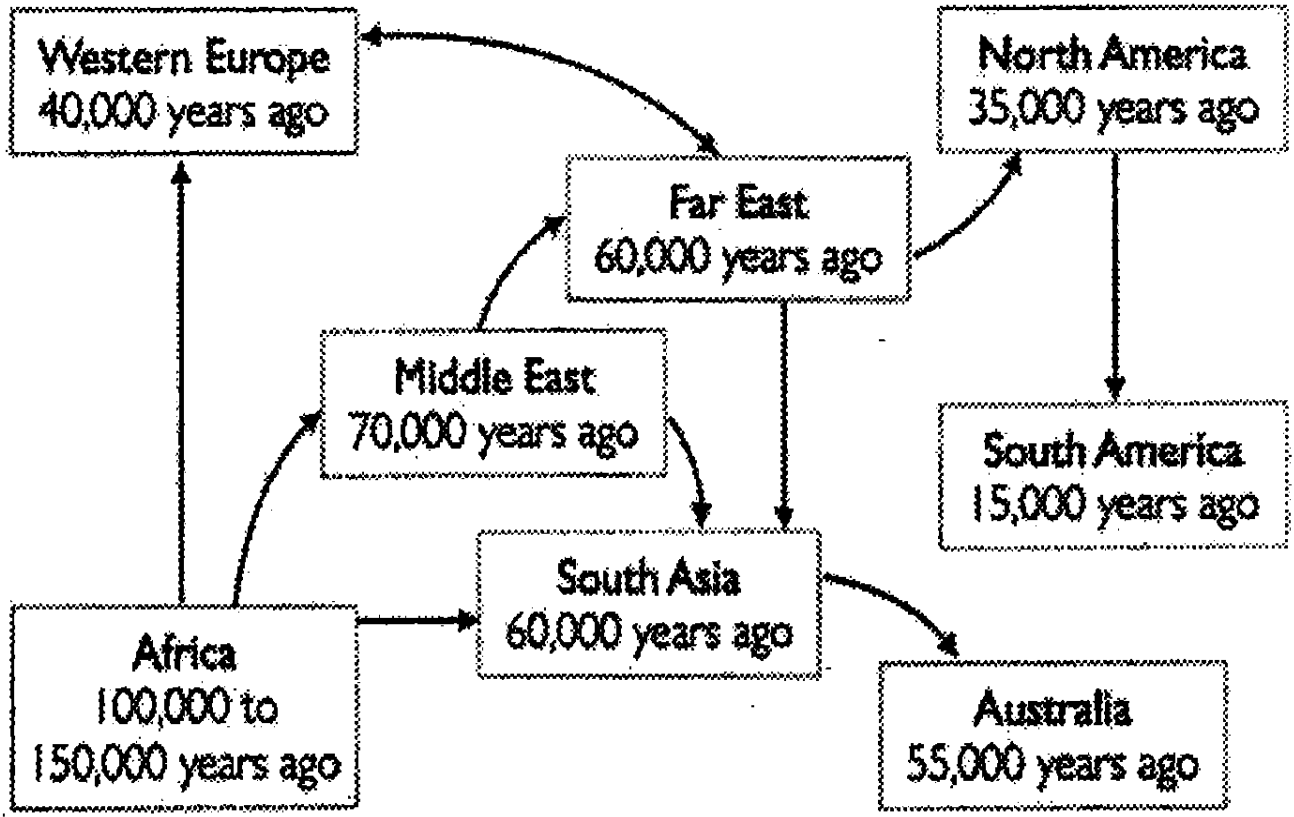 Western Europe
40,000 years ago
North America
35,000 years ago
Far East
60,000 years ago
Middle East
70,000 years ago
South America
15,000 years ago
South Asia
60,000 years ago
Africa
100,000 to
150,000 years ago
Australia
55,000 years ago